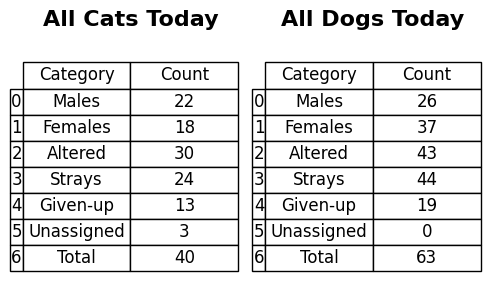 All Cats Today
Category Count
0 Males 22
1 Females 18
2 Altered 30
3 Strays 24
4 Given-up 13
5 Unassigned 3
6 Total 40
All Dogs Today
Category Count
0 Males 26
1 Females 37
2 Altered 43
3 Strays 44
4 Given-up 19
5 Unassigned 0
6 Total 63